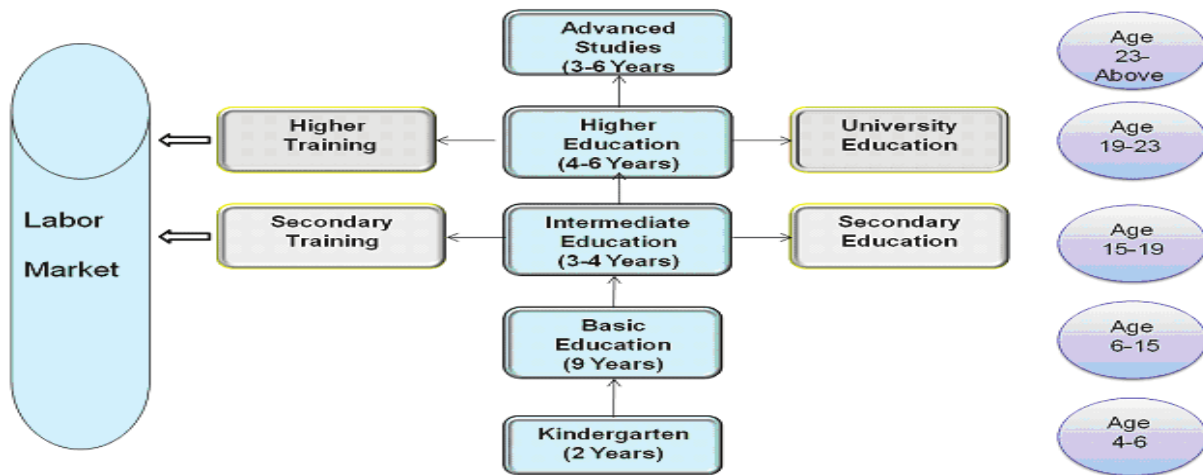 Advanced
Studies
(3-6 Years
Age
23-
Above
Higher
Training
Higher
Education
(4-6 Years)
University
Education
Age
19-23
Labor
Market
Secondary
Training
Intermediate
Education
(3-4 Years)
Secondary
Education
Age
15-19
Basic
Education
(9 Years)
Age
6-15
Kindergarten
(2 Years)
Age
4-6